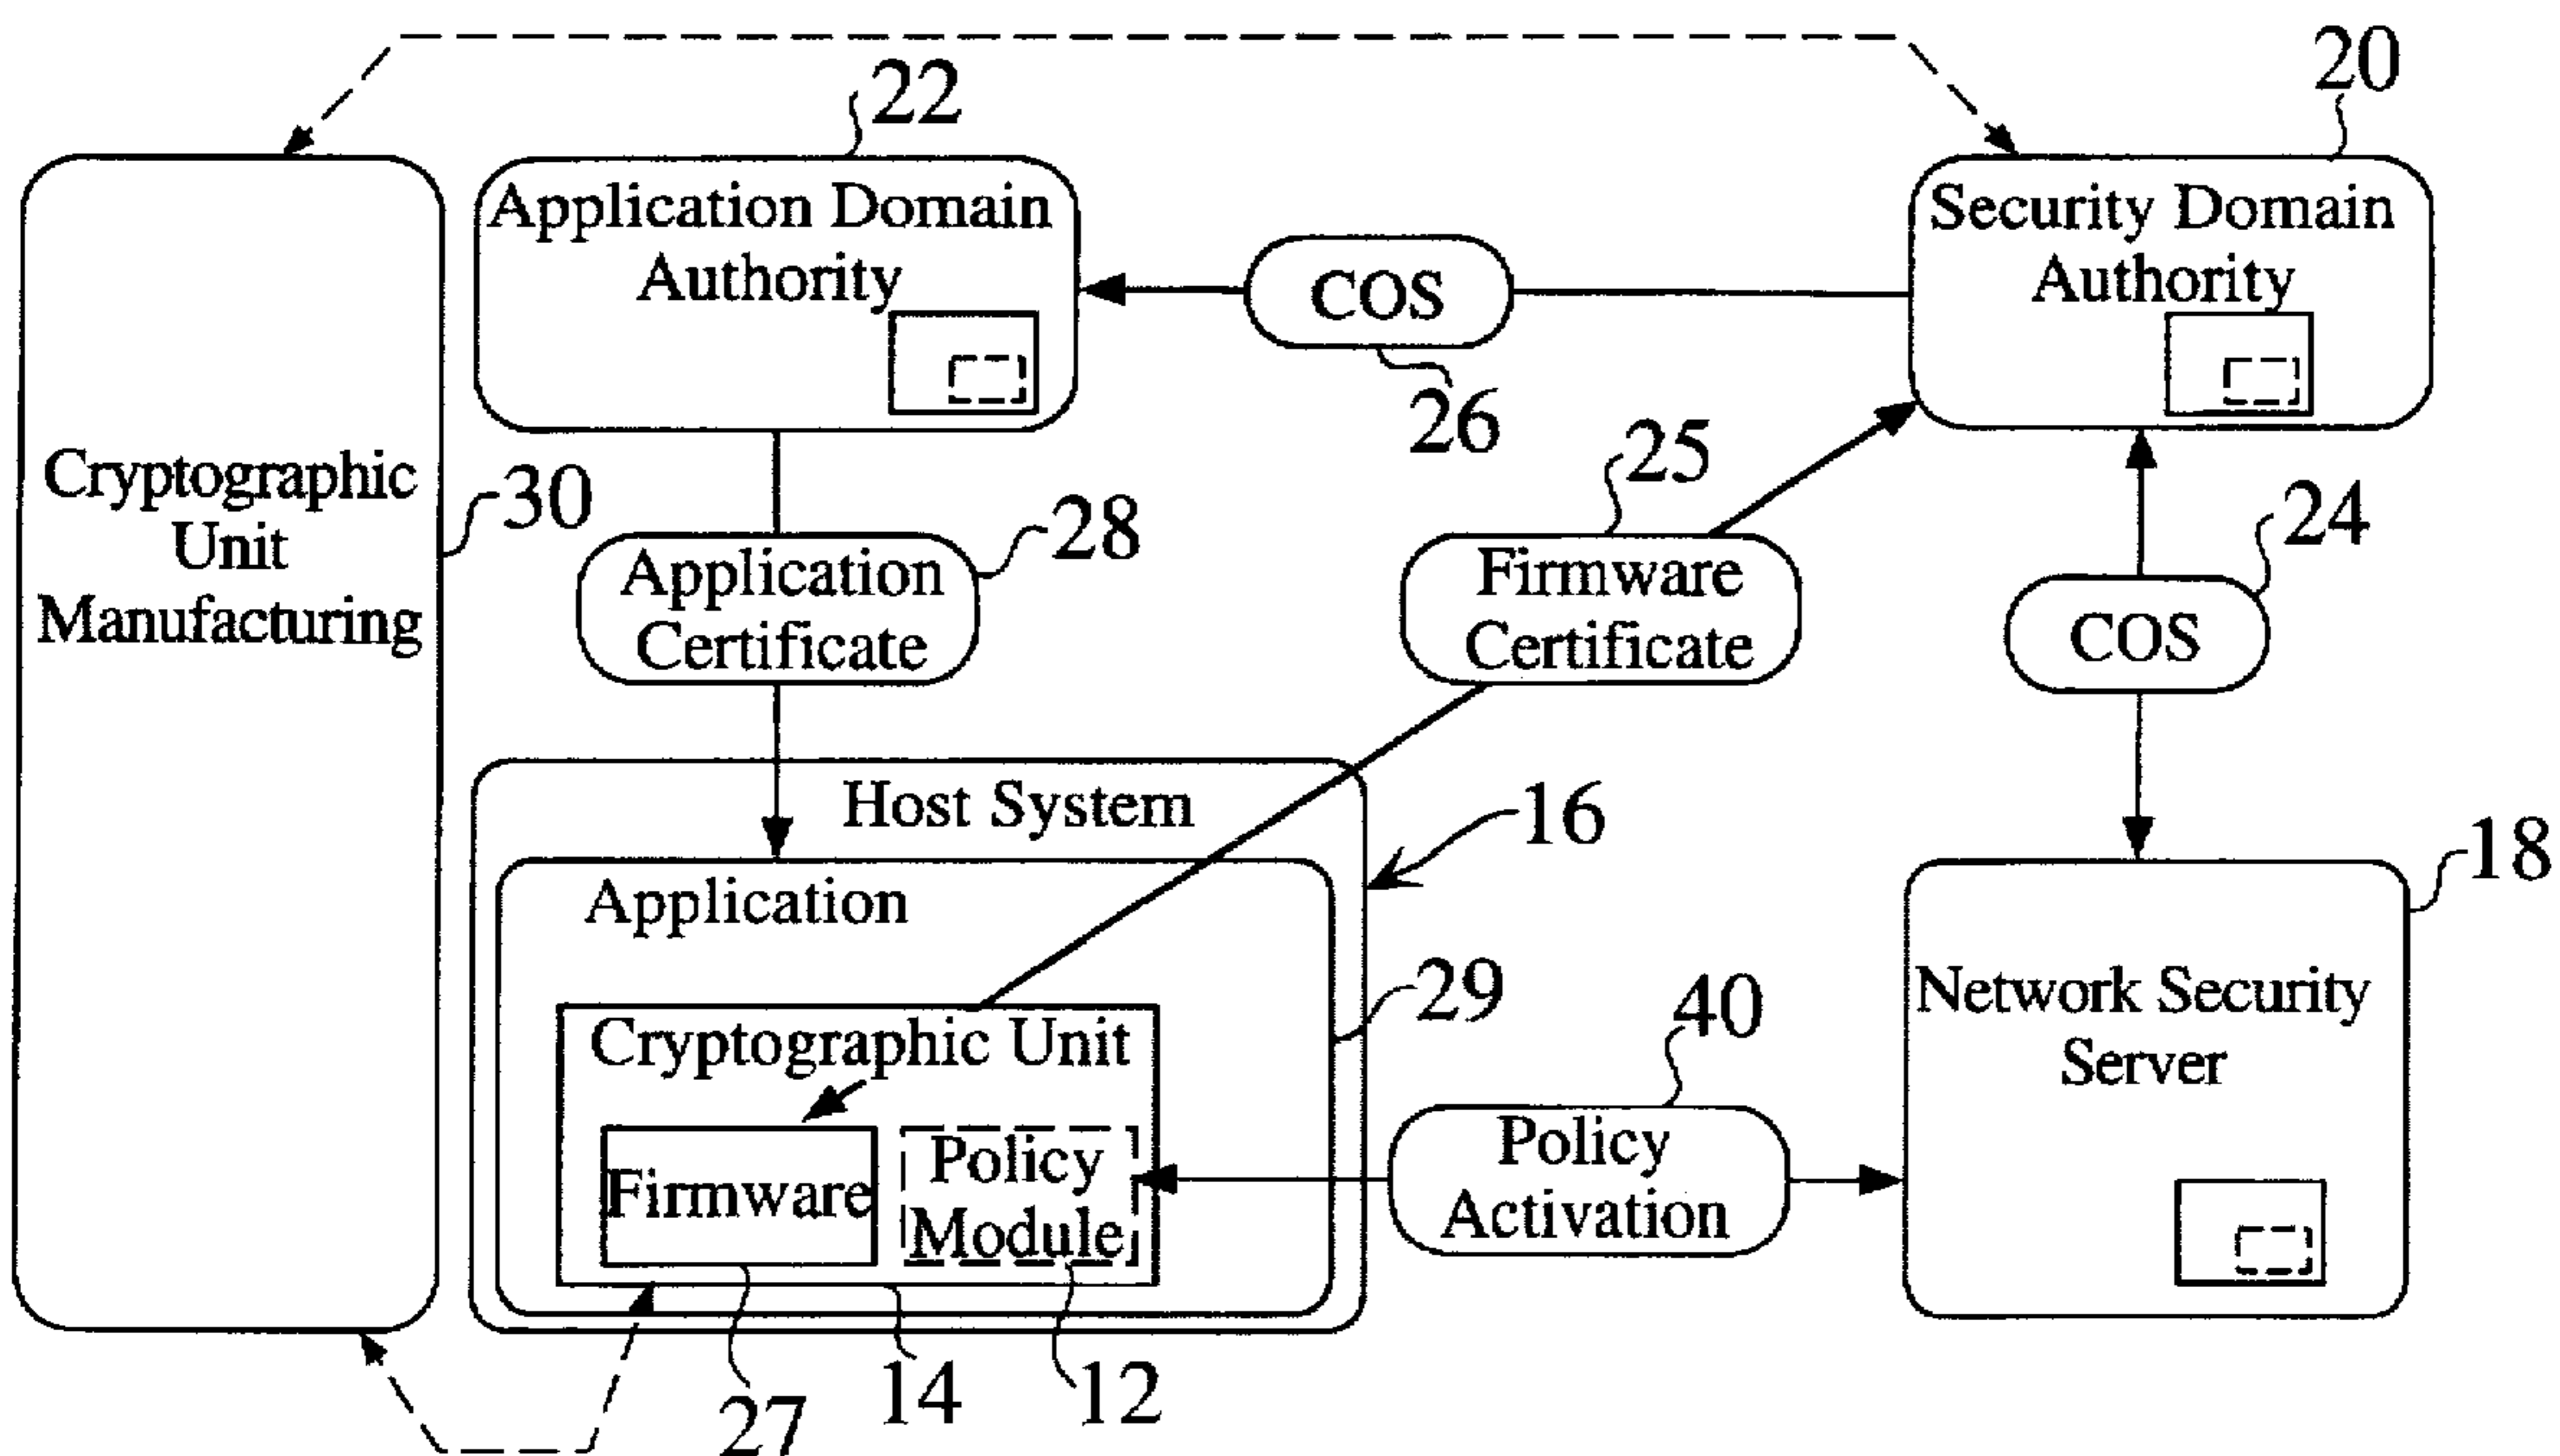 20
22
Application Domain
Authority
Security Domain
Authority
COS
26
25
Cryptographic
Unit
Manufacturing
30
28
24
Application
Certificate
Firmware
Certificate
COS
Host System
16
18
Application
29
40
Network Security
Server
Cryptographic Unit
Firmware
Policy
Module
Policy
Activation
27
14
12